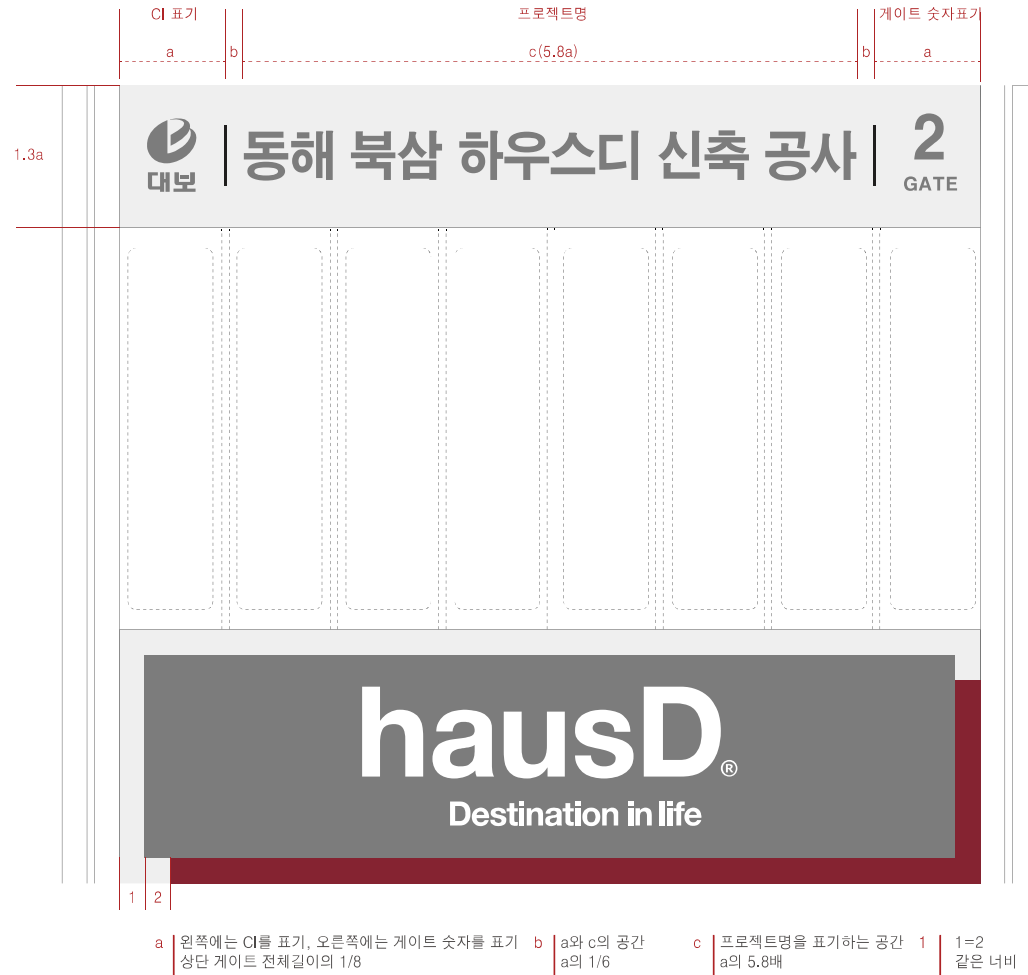 CI 표기 프로젝트명 게이트 숫자표기
a b c(5.8a) b a
1.3a
대보 동해 북삼 하우스디 신축 공사 2 GATE
hausD®
Destination in life
1 2
a 왼쪽에는 CI를 표기, 오른쪽에는 게이트 숫자를 표기
상단 게이트 전체길이의 1/8
b a와 c의 공간
a의 1/6
c 프로젝트명을 표기하는 공간
a의 5.8배
1 1=2
같은 너비